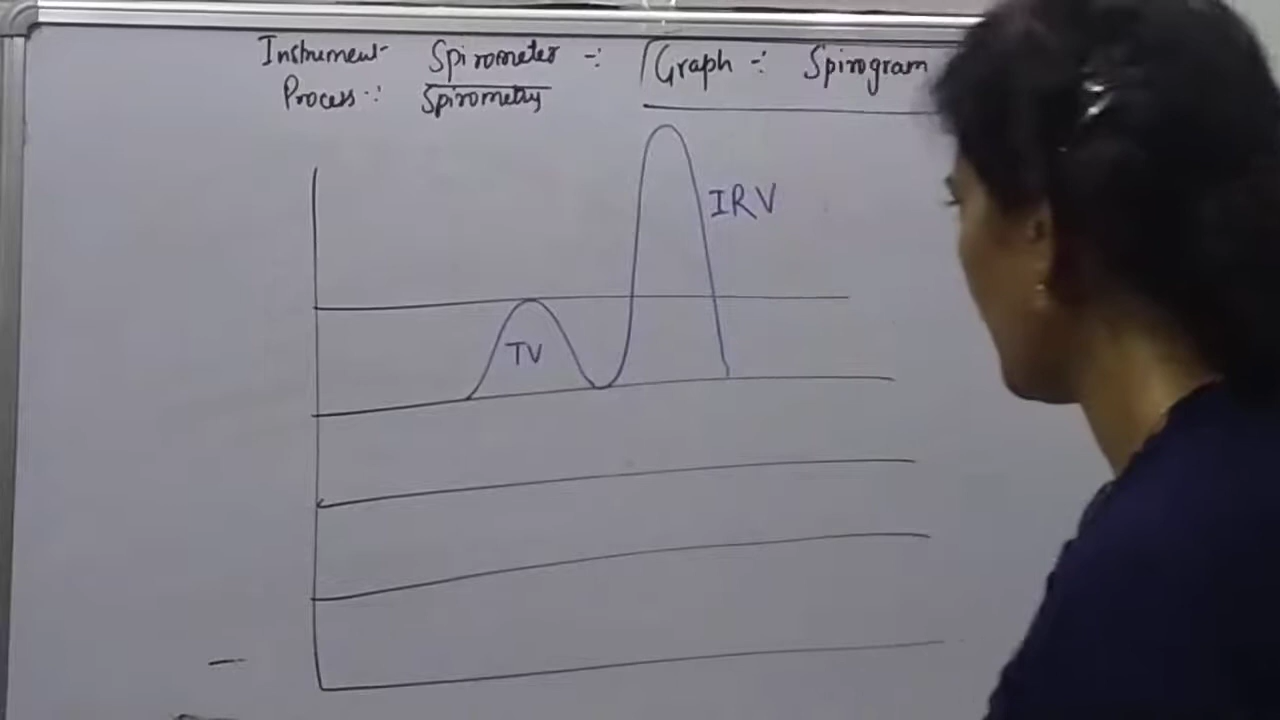 Instrument- Spirometer -: Graph -: Spirogram
Process -: Spirometry
IRV
TV